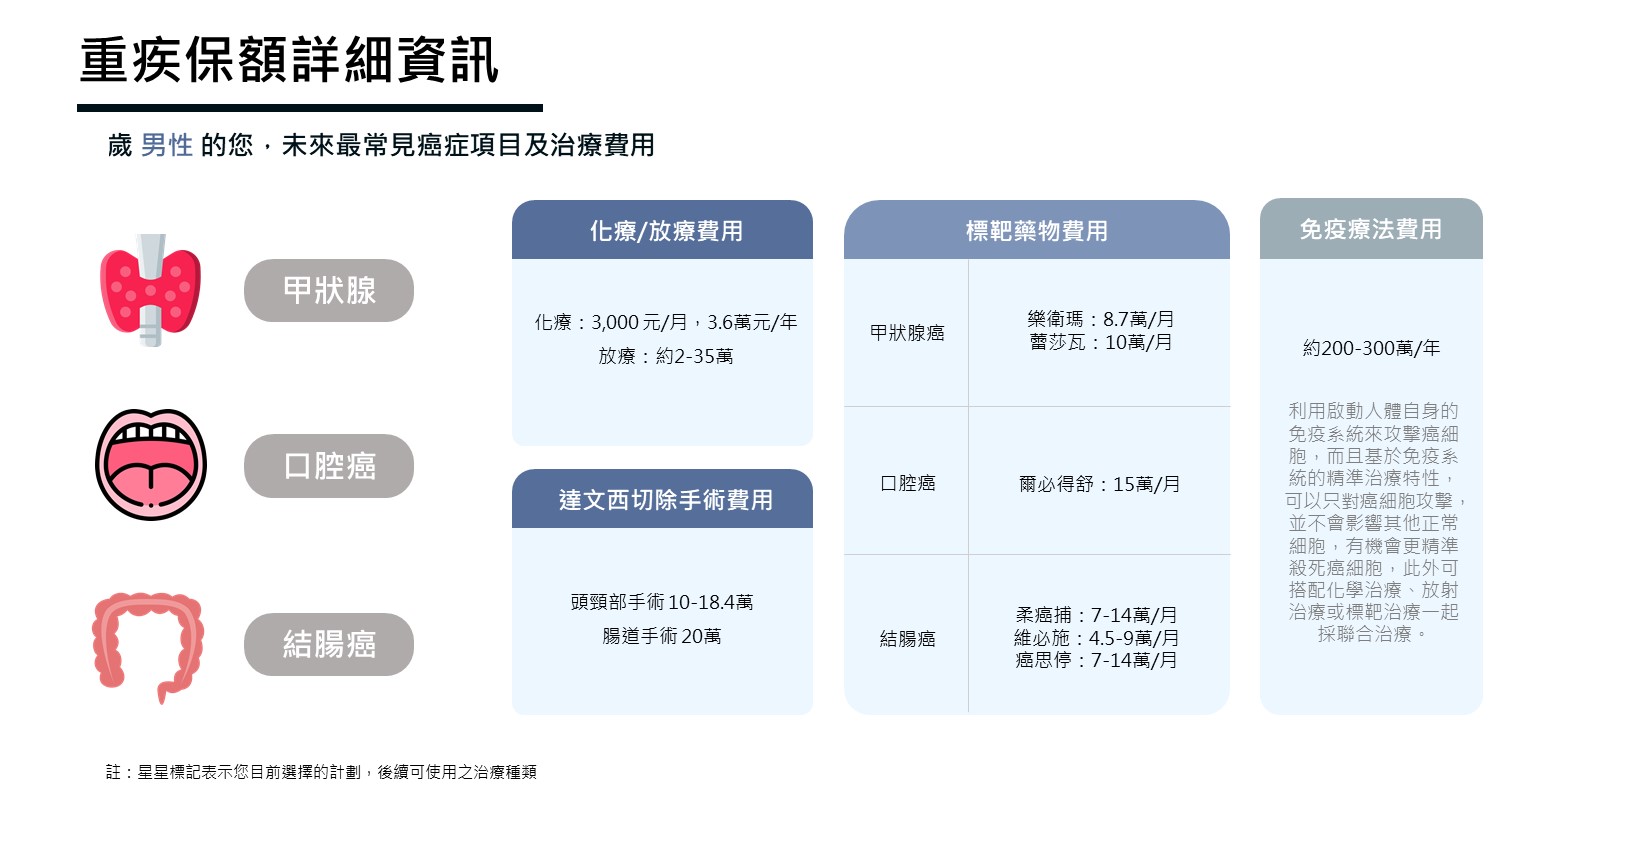 重疾保額詳細資訊
歲 男性 的您，未來最常見癌症項目及治療費用
甲狀腺
口腔癌
結腸癌
化療/放療費用
化療：3,000 元/月，3.6萬元/年
放療：約2-35萬
達文西切除手術費用
頭頸部手術 10-18.4萬
腸道手術 20萬
標靶藥物費用
甲狀腺癌
樂衛瑪：8.7萬/月
蕾莎瓦：10萬/月
口腔癌
爾必得舒：15萬/月
結腸癌
柔癌捕：7-14萬/月
維必施：4.5-9萬/月
癌思停：7-14萬/月
免疫療法費用
約200-300萬/年
利用啟動人體自身的
免疫系統來攻擊癌細
胞，而且基於免疫系
統的精準治療特性，
可以只對癌細胞攻擊，
並不會影響其他正常
細胞，有機會更精準
殺死癌細胞，此外可
搭配化學治療、放射
治療或標靶治療一起
採聯合治療。
註：星星標記表示您目前選擇的計劃，後續可使用之治療種類